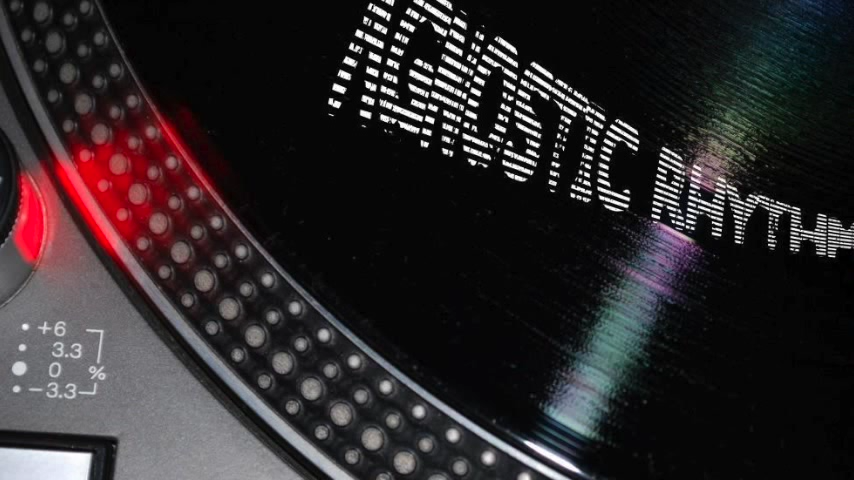 AGNOSTIC RHYTHM
+6
3.3
0 %
-3.3